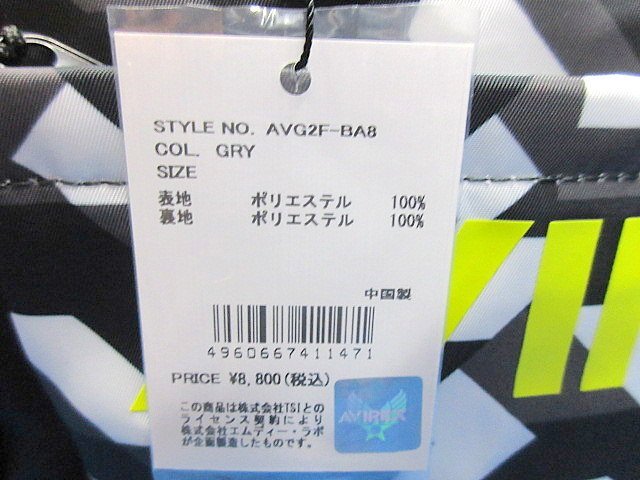 STYLE NO. AVG2F-BA8
COL. GRY
SIZE
表地 ポリエステル 100%
裏地 ポリエステル 100%
中国製
4960667411471
PRICE ¥8,800(税込)
この商品は株式会社TSIとの
ライセンス契約により
株式会社エムディー・ラボ
が企画製造したものです。
AVIREX